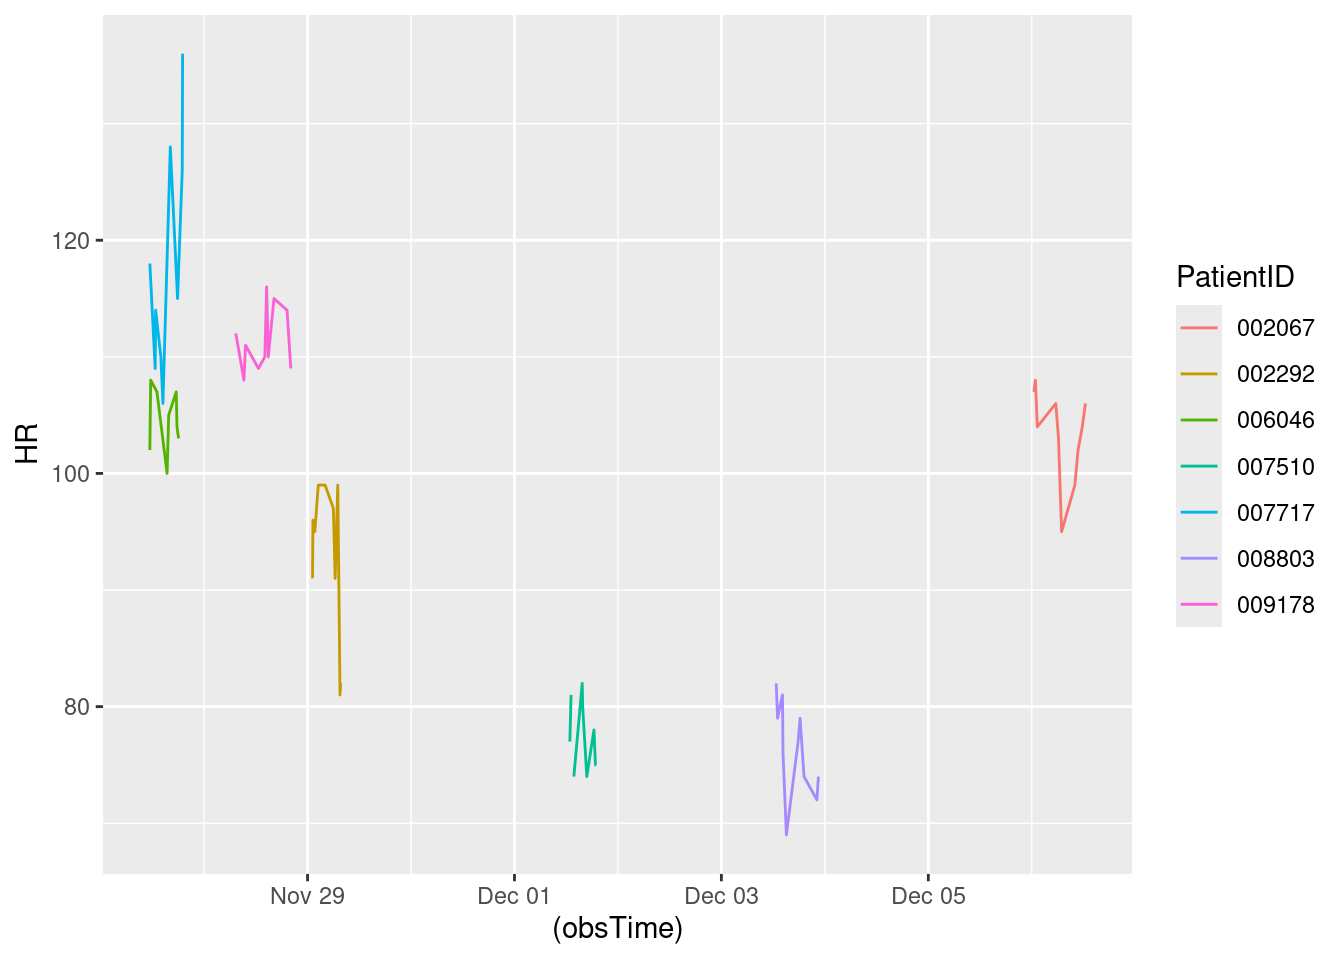 HR
120
100
80
Nov 29
Dec 01
Dec 03
Dec 05
(obsTime)
PatientID
002067
002292
006046
007510
007717
008803
009178